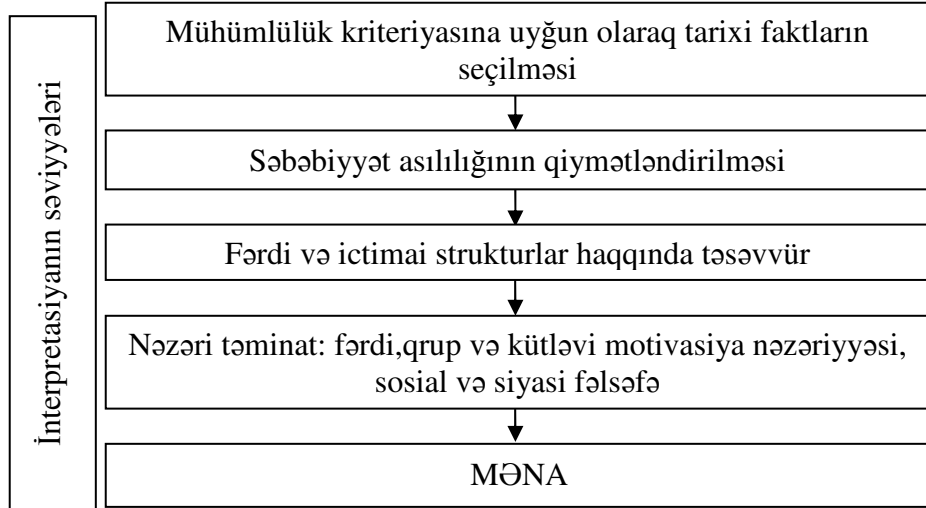 İnterpretasiyanın səviyyələri
Mühümlülük kriteriyasına uyğun olaraq tarixi faktların
seçilməsi
Səbəbiyyət asılılığının qiymətləndirilməsi
Fərdi və ictimai strukturlar haqqında təsəvvür
Nəzəri təminat: fərdi,qrup və kütləvi motivasiya nəzəriyyəsi,
sosial və siyasi fəlsəfə
MƏNA